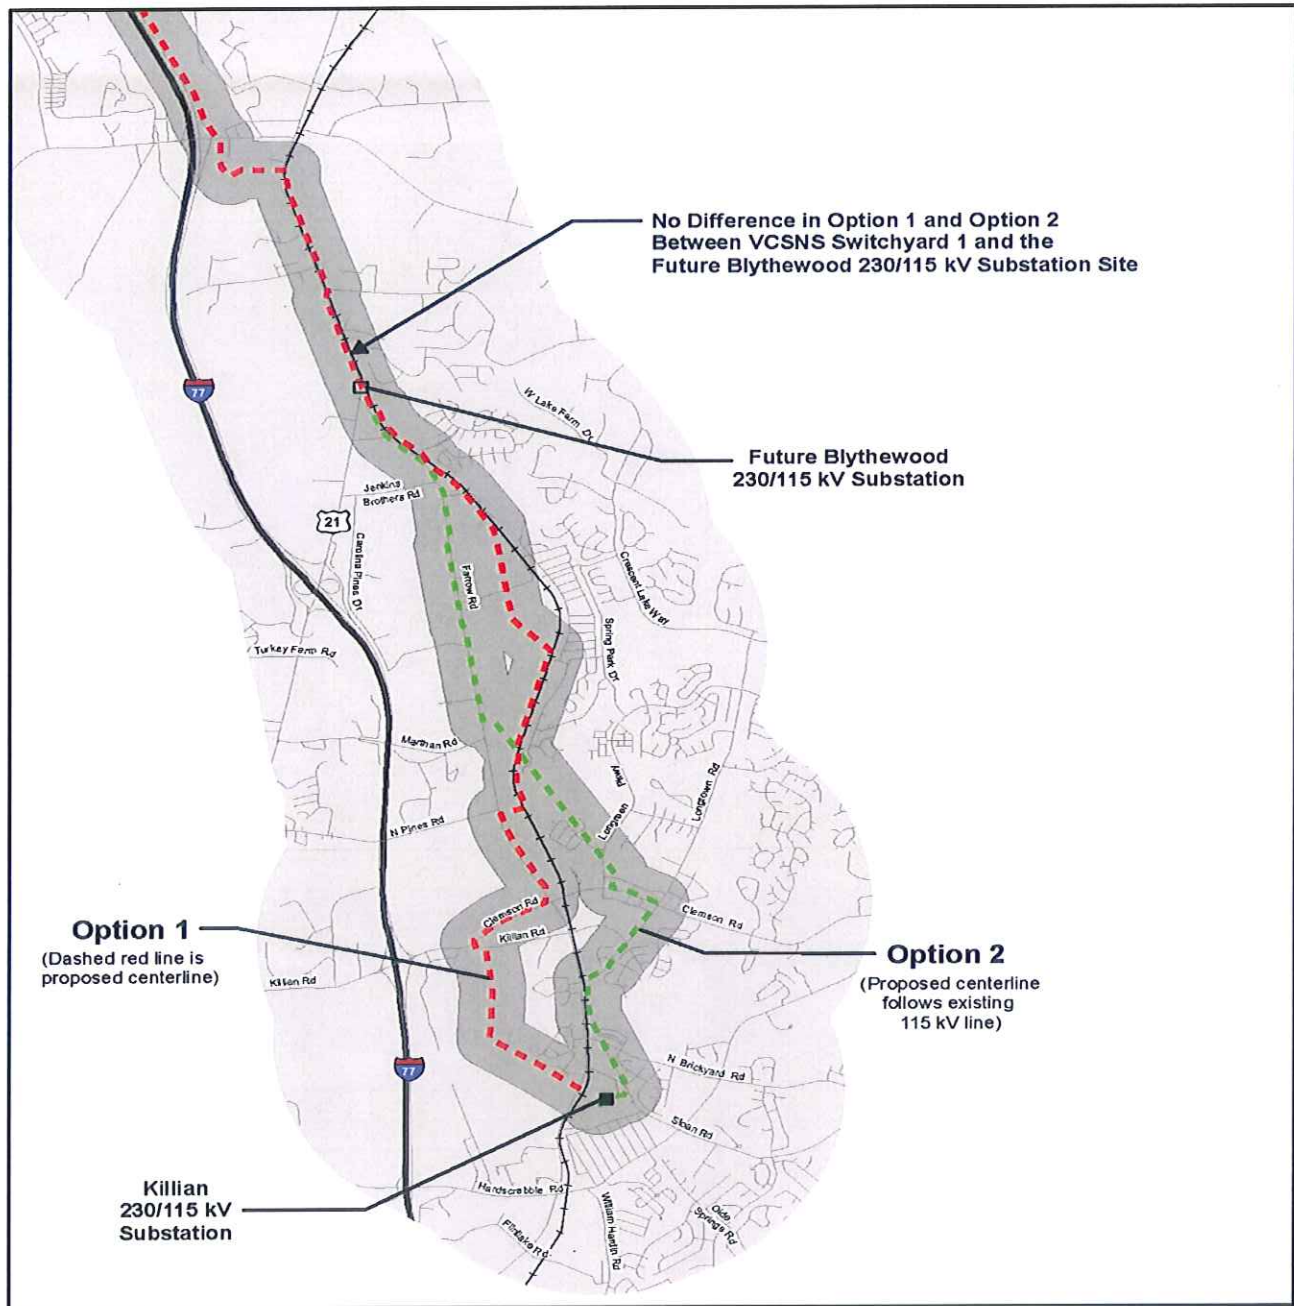 No Difference in Option 1 and Option 2
Between VCSNS Switchyard 1 and the
Future Blythewood 230/115 kV Substation Site
77
W Lake Farm Dr
Future Blythewood
230/115 kV Substation
Jenkins
Brothers Rd
21
Carolina Pines Dr
Farrow Rd
Crescent Lake Way
Spring Park Dr
Turkey Farm Rd
Marthan Rd
Longreen
Pkwy
Longtown Rd
N Pines Rd
Clemson Rd
Clemson Rd
Killian Rd
Option 1
(Dashed red line is
proposed centerline)
Killian Rd
Option 2
(Proposed centerline
follows existing
115 kV line)
77
N Brickyard Rd
Sloan Rd
Killian
230/115 kV
Substation
Hardscrabble Rd
Flintlake Rd
William Hardin Rd
Olde
Springs Rd